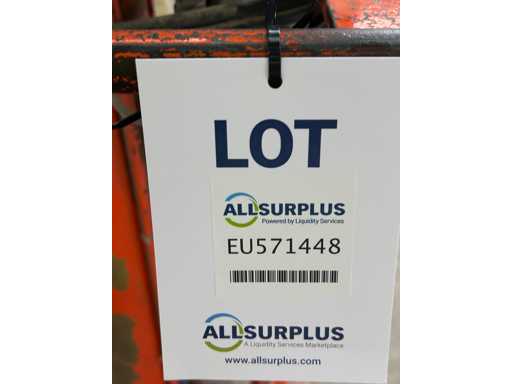 LOT
ALLSURPLUS
Powered by Liquidity Services
EU571448
ALLSURPLUS
A Liquidity Services Marketplace
www.allsurplus.com